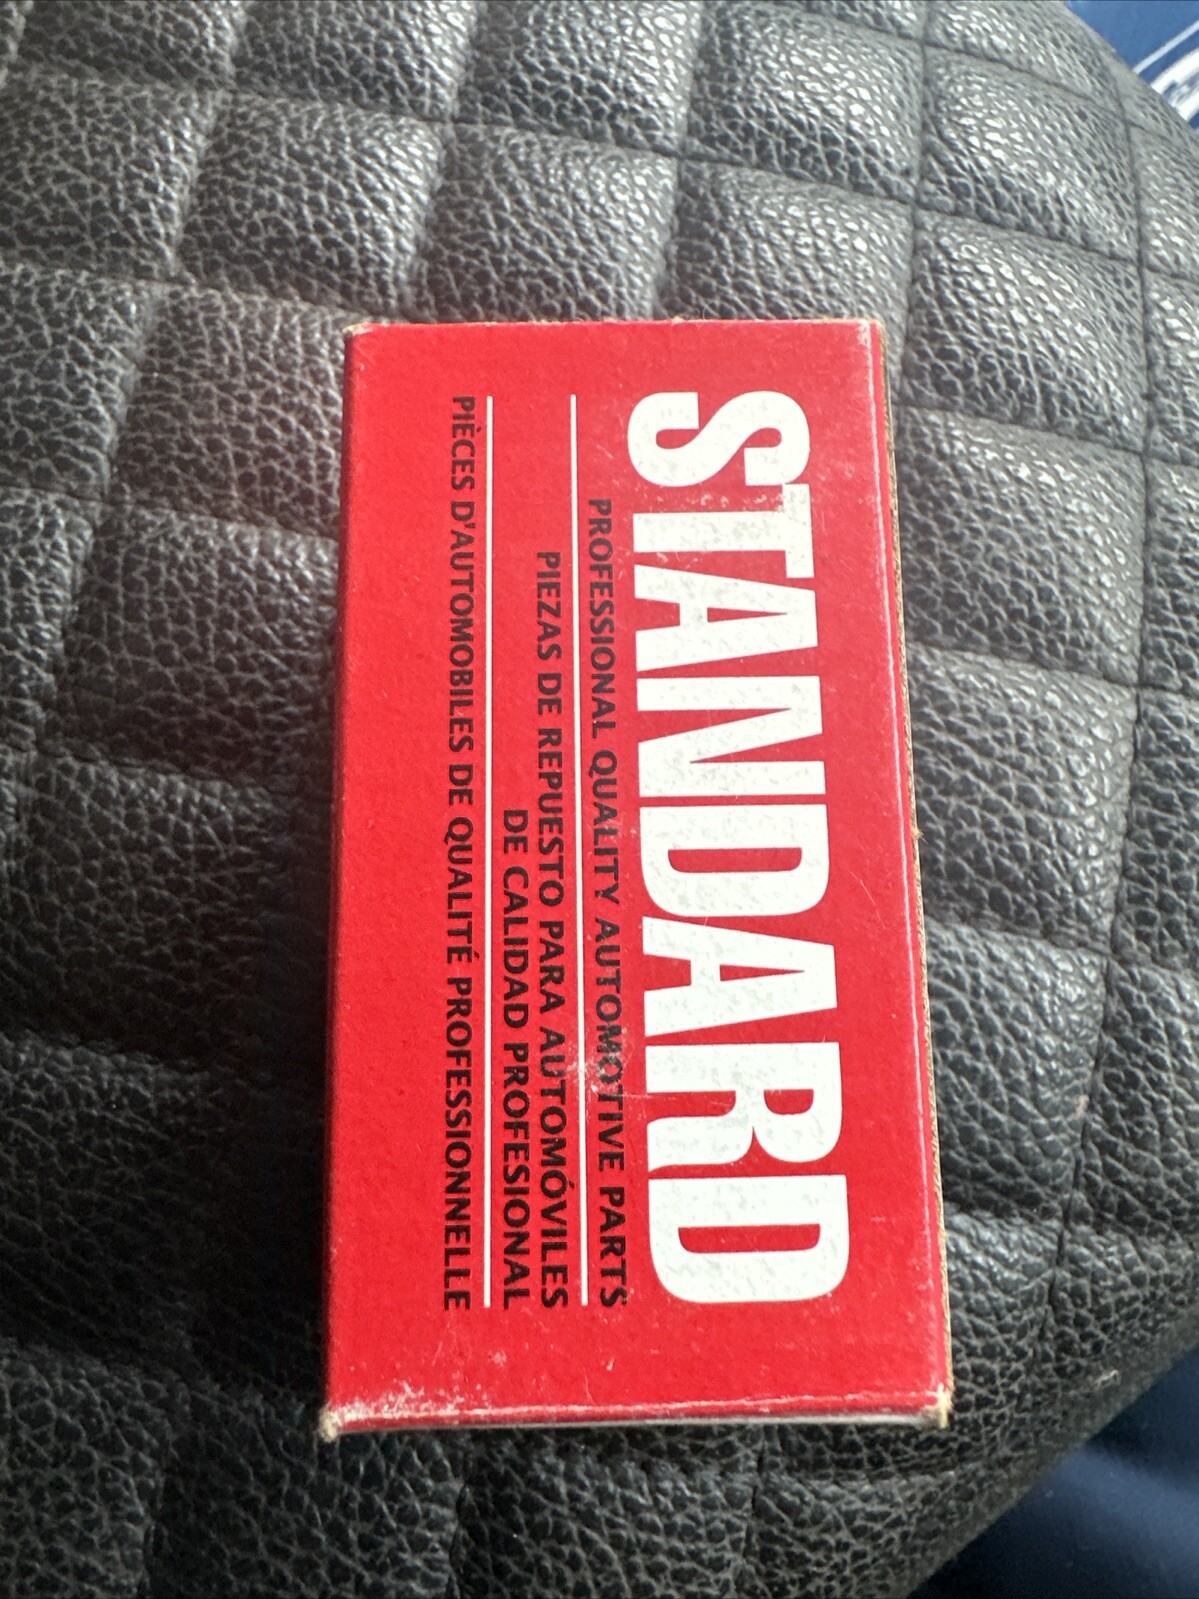 STANDARD
PROFESSIONAL QUALITY AUTOMOTIVE PARTS
PIEZAS DE REPUESTO PARA AUTOMÓVILES
DE CALIDAD PROFESIONAL
PIÈCES D'AUTOMOBILES DE QUALITÉ PROFESSIONNELLE